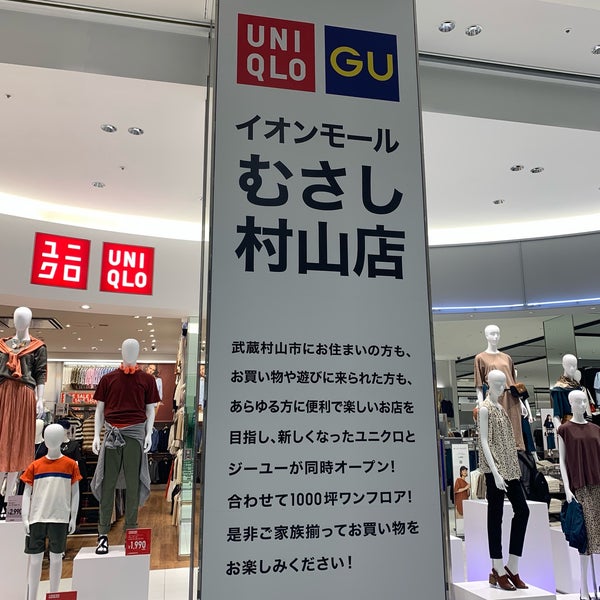 UNI
QLO
GU
イオンモール
むさし
村山店
ユニ
クロ
UNI
QLO
武蔵村山市にお住まいの方も、
お買い物や遊びに来られた方も、
あらゆる方に便利で楽しいお店を
目指し、新しくなったユニクロと
ジーユーが同時オープン!
合わせて1000坪ワンフロア!
是非ご家族揃ってお買い物を
お楽しみください!
1,990